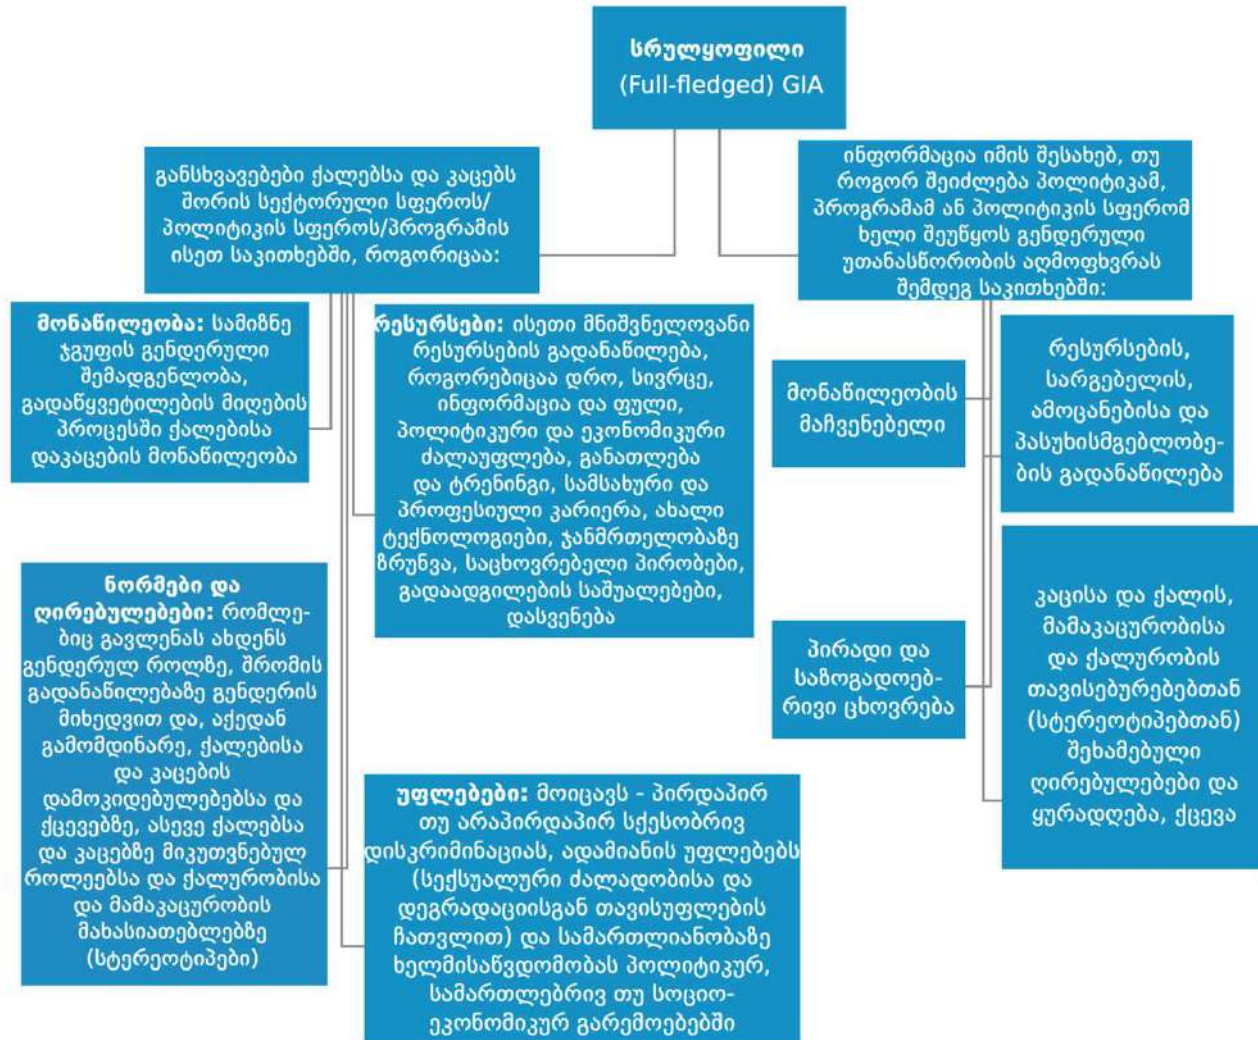 სრულყოფილი
(Full-fledged) GIA
განსხვავებები ქალებსა და კაცებს
შორის სექტორული სფეროს/
პოლიტიკის სფეროს/პროგრამის
ისეთ საკითხებში, როგორიცაა:
ინფორმაცია იმის შესახებ, თუ
როგორ შეიძლება პოლიტიკამ,
პროგრამამ ან პოლიტიკის სფერომ
ხელი შეუწყოს გენდერული
უთანასწორობის აღმოფხვრას
შემდეგ საკითხებში:
მონაწილეობა: სამიზნე
ჯგუფის გენდერული
შემადგენლობა,
გადაწყვეტილების მიღების
პროცესში ქალებისა
დაკაცების მონაწილეობა
რესურსები: ისეთი მნიშვნელოვანი
რესურსების გადანაწილება,
როგორებიცაა დრო, სივრცე,
ინფორმაცია და ფული,
პოლიტიკური და ეკონომიკური
ძალაუფლება, განათლება
და ტრენინგი, სამსახური და
პროფესიული კარიერა, ახალი
ტექნოლოგიები, ჯანმრთელობაზე
ზრუნვა, საცხოვრებელი პირობები,
გადაადგილების საშუალებები,
დასვენება
მონაწილეობის
მაჩვენებელი
რესურსების,
სარგებელის,
ამოცანებისა და
პასუხისმგებლობე-
ბის გადანაწილება
ნორმები და
ღირებულებები: რომლე-
ბიც გავლენას ახდენს
გენდერულ როლზე, შრომის
გადანაწილებაზე გენდერის
მიხედვით და, აქედან
გამომდინარე, ქალებისა
და კაცების
დამოკიდებულებებსა და
ქცევებზე, ასევე ქალებსა
და კაცებზე მიკუთვნებულ
როლეებსა და ქალურობისა
და მამაკაცურობის
მახასიათებლებზე
(სტერეოტიპები)
უფლებები: მოიცავს - პირდაპირ
თუ არაპირდაპირ სქესობრივ
დისკრიმინაციას, ადამიანის უფლებებს
(სექსუალური ძალადობისა და
დეგრადაციისგან თავისუფლების
ჩათვლით) და სამართლიანობაზე
ხელმისაწვდომობას პოლიტიკურ,
სამართლებრივ თუ სოციო-
ეკონომიკურ გარემოებებში
პირადი და
საზოგადოებ-
რივი ცხოვრება
კაცისა და ქალის,
მამაკაცურობისა
და ქალურობის
თავისებურებებთან
(სტერეოტიპებთან)
შეხამებული
ღირებულებები და
ყურადღება, ქცევა